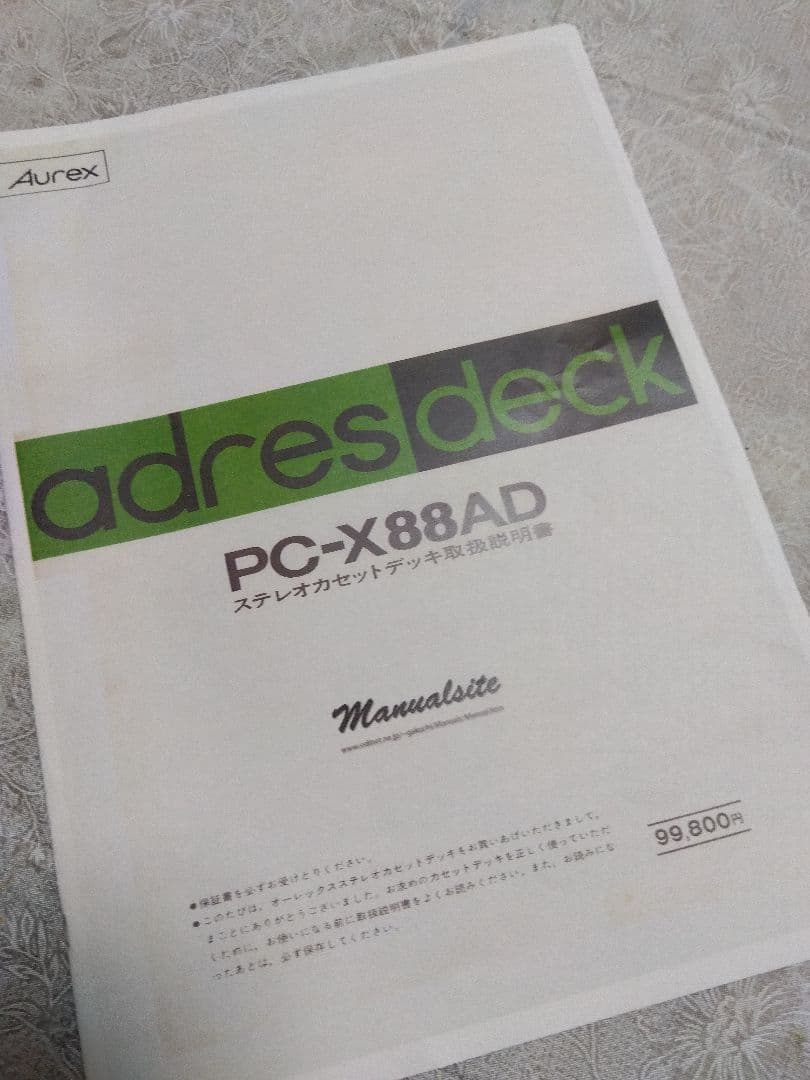 Aurex
adres deck
PC-X88AD
ステレオカセットデッキ取扱説明書
Manualsite
●保証書を必ずお受けとりください。
●このたびは、オーレックスステレオカセットデッキをお買いあげいただきまして、
まことにありがとうございました。お求めのカセットデッキを正しく使っていただ
くために、お使いになる前に取扱説明書をよくお読みください。また、お読みにな
ったあとは、必ず保存してください。
99,800円